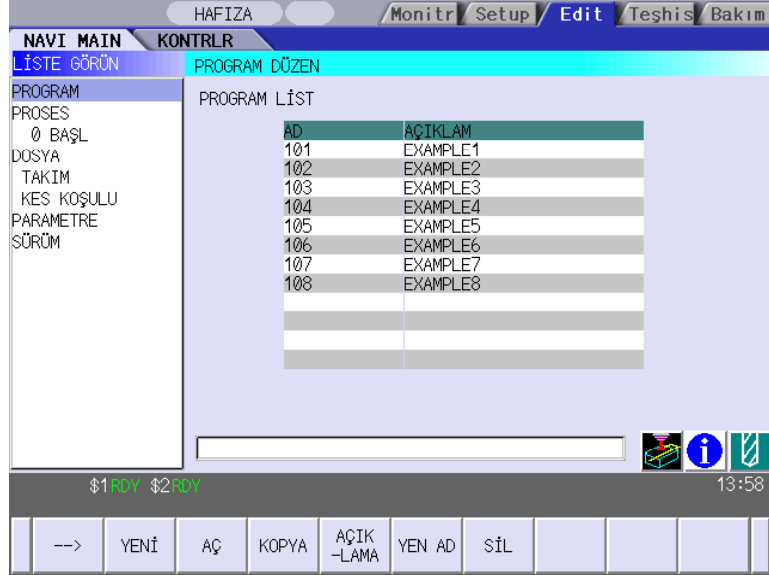 HAFIZA
Monitr Setup Edit Teşhis Bakım
NAVI MAIN KONTRLR
LİSTE GÖRÜN
PROGRAM DÜZEN
PROGRAM
PROSES
0 BAŞL
DOSYA
TAKIM
KES KOŞULU
PARAMETRE
SÜRÜM
PROGRAM LİST
AD AÇIKLAM
101 EXAMPLE1
102 EXAMPLE2
103 EXAMPLE3
104 EXAMPLE4
105 EXAMPLE5
106 EXAMPLE6
107 EXAMPLE7
108 EXAMPLE8
$1RDY $2RDY
13:58
--> YENİ AÇ KOPYA AÇIK
-LAMA YEN AD SİL